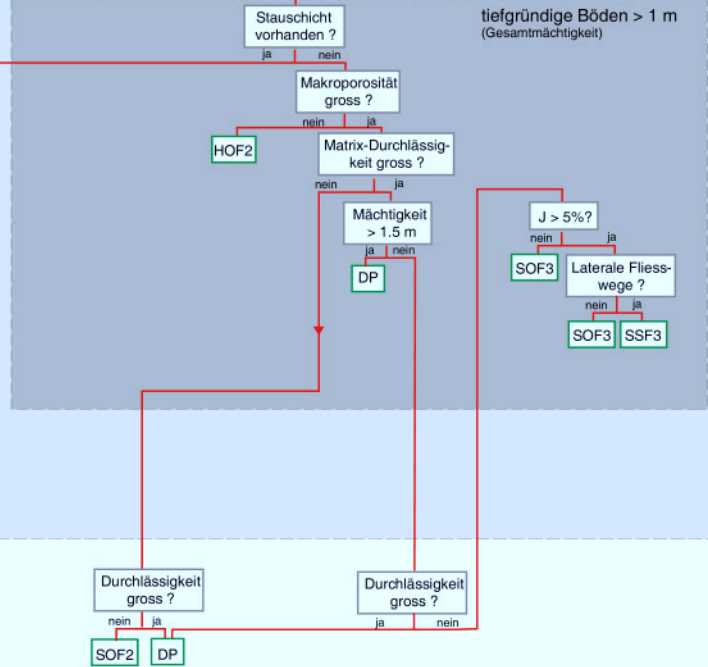 Stauschicht
vorhanden ?
tiefgründige Böden > 1 m
(Gesamtmächtigkeit)
ja
nein
Makroporosität
gross ?
nein
ja
HOF2
Matrix-Durchlässig-
keit gross ?
nein
ja
Mächtigkeit
> 1.5 m
ja
nein
DP
J > 5%?
nein
ja
SOF3
Laterale Fliess-
wege ?
nein
ja
SOF3
SSF3
Durchlässigkeit
gross ?
nein
ja
SOF2
DP
Durchlässigkeit
gross ?
ja
nein